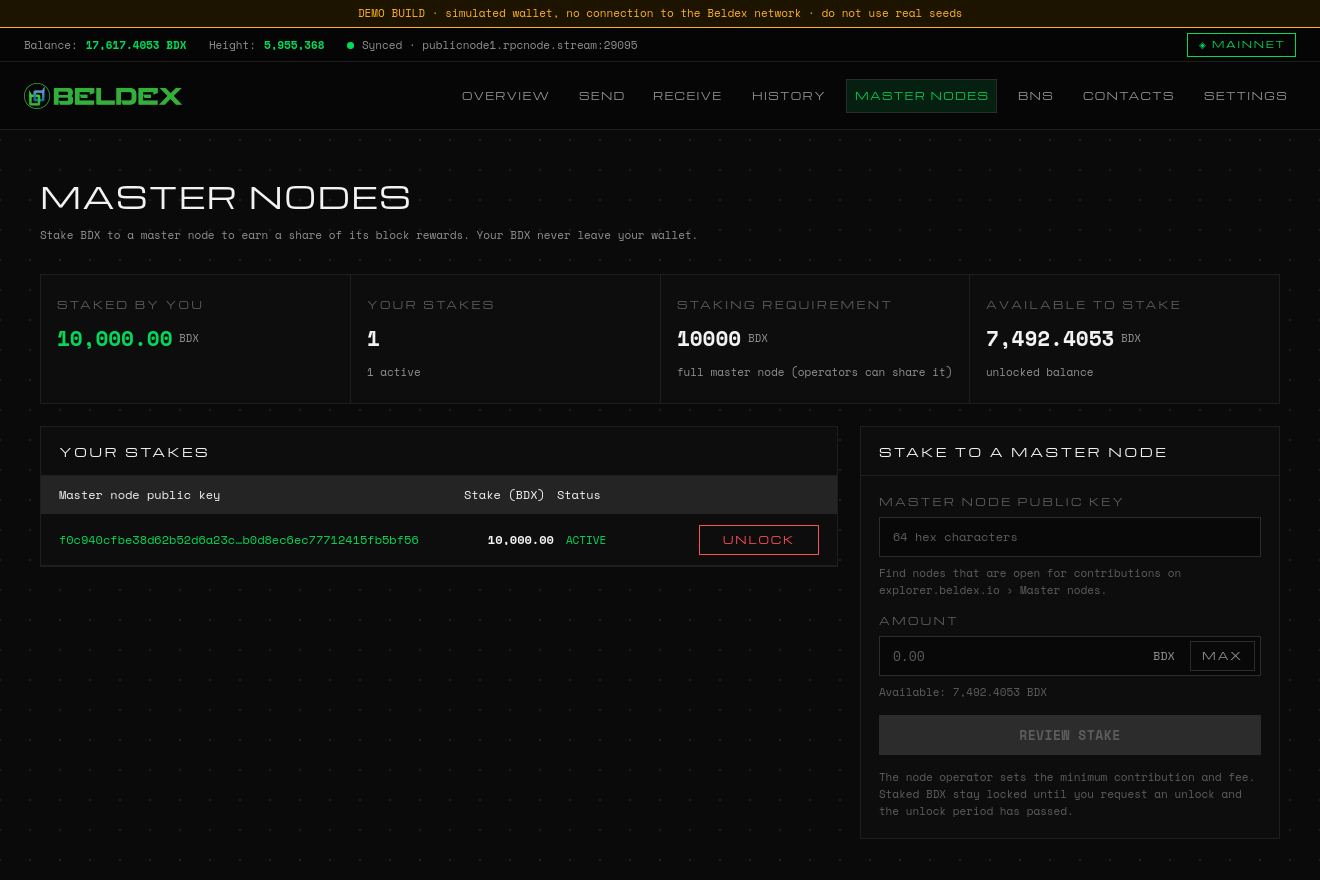 DEMO BUILD · simulated wallet, no connection to the Beldex network · do not use real seeds
Balance: 17,617.4053 BDX Height: 5,955,368 ● Synced · publicnode1.rpcnode.stream:29095 ◈ MAINNET
BELDEX OVERVIEW SEND RECEIVE HISTORY MASTER NODES BNS CONTACTS SETTINGS
MASTER NODES
Stake BDX to a master node to earn a share of its block rewards. Your BDX never leave your wallet.
STAKED BY YOU
10,000.00 BDX
YOUR STAKES
1
1 active
STAKING REQUIREMENT
10000 BDX
full master node (operators can share it)
AVAILABLE TO STAKE
7,492.4053 BDX
unlocked balance
YOUR STAKES
Master node public key Stake (BDX) Status
f0c940cfbe38d62b52d6a23c…b0d8ec6ec77712415fb5bf56 10,000.00 ACTIVE UNLOCK
STAKE TO A MASTER NODE
MASTER NODE PUBLIC KEY
64 hex characters
Find nodes that are open for contributions on
explorer.beldex.io › Master nodes.
AMOUNT
0.00 BDX MAX
Available: 7,492.4053 BDX
REVIEW STAKE
The node operator sets the minimum contribution and fee.
Staked BDX stay locked until you request an unlock and
the unlock period has passed.